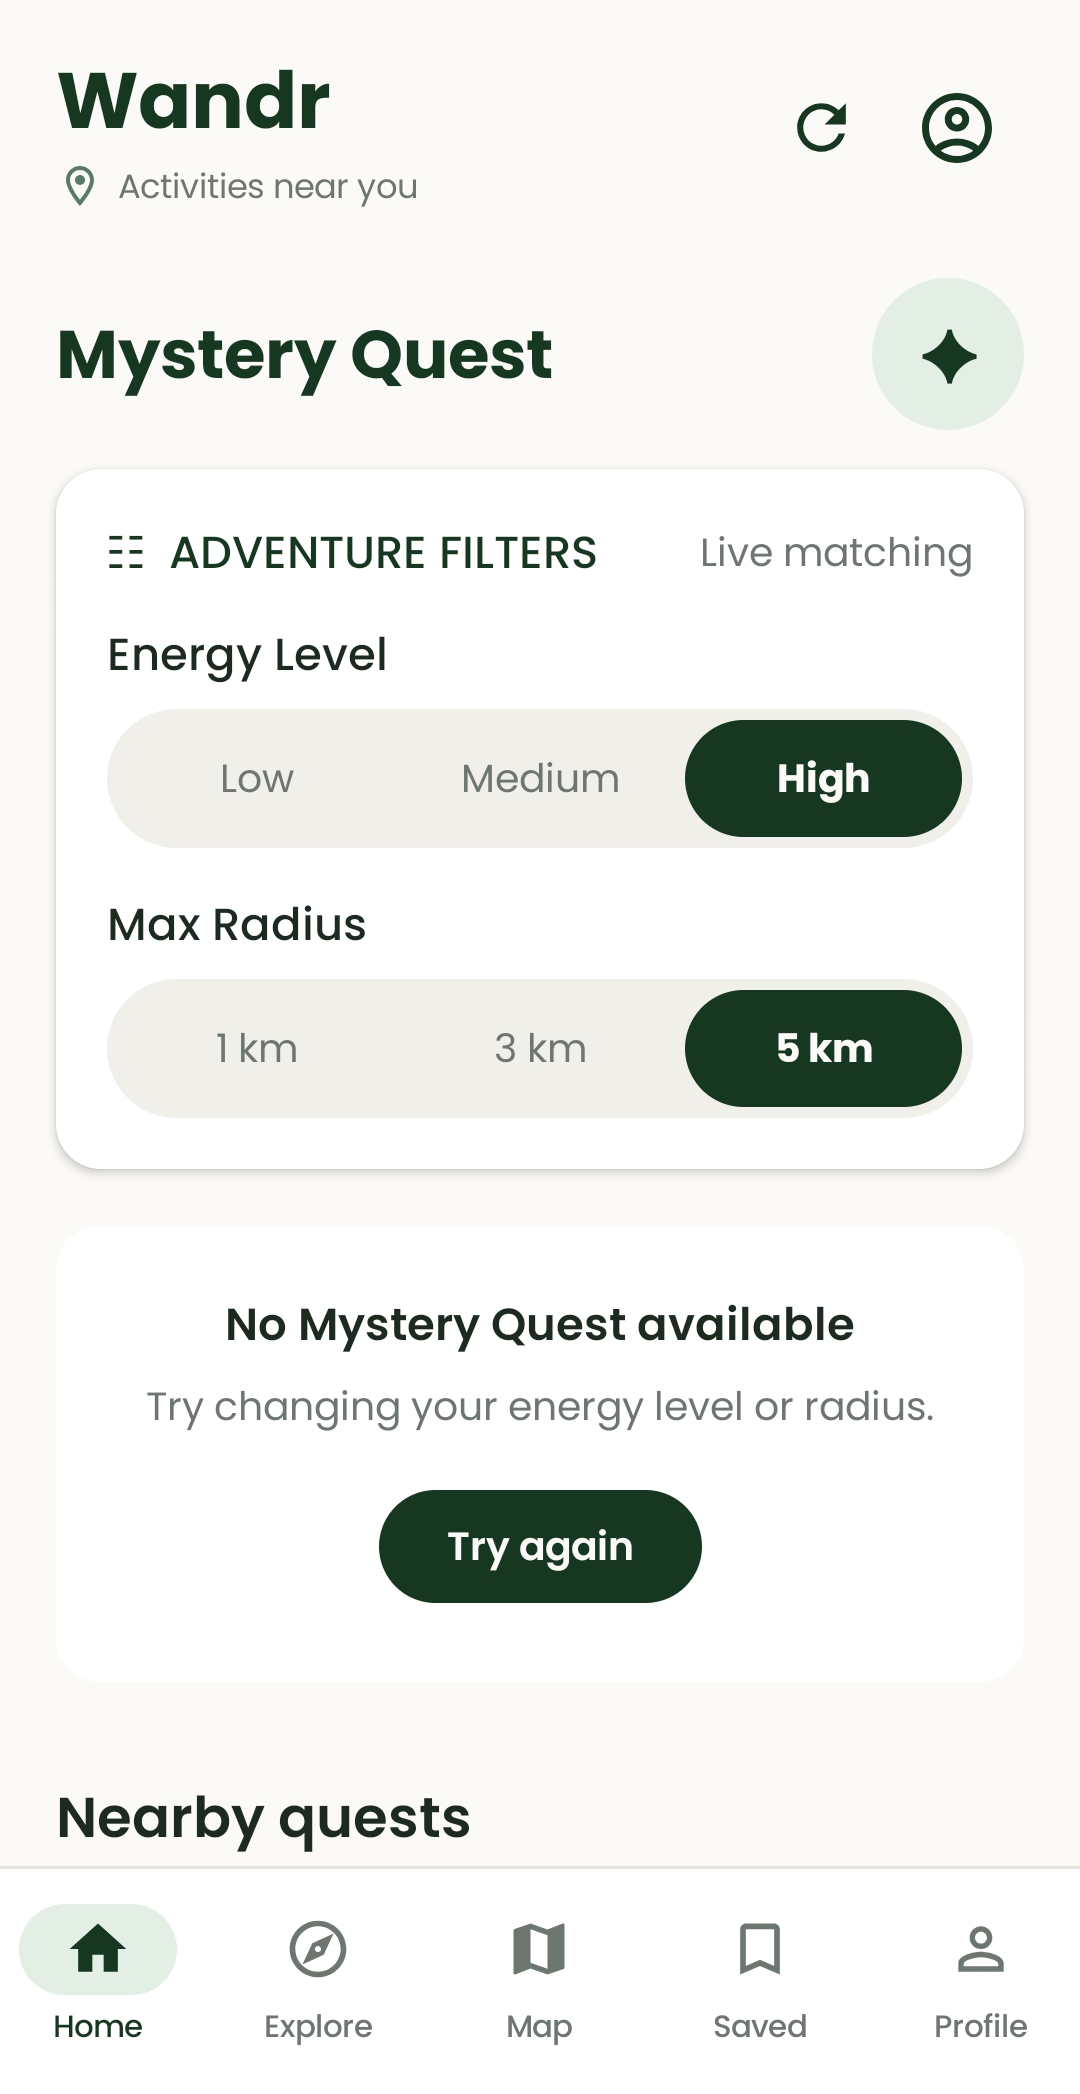 Wandr
Activities near you
Mystery Quest
ADVENTURE FILTERS
Live matching
Energy Level
Low
Medium
High
Max Radius
1 km
3 km
5 km
No Mystery Quest available
Try changing your energy level or radius.
Try again
Nearby quests
Home
Explore
Map
Saved
Profile